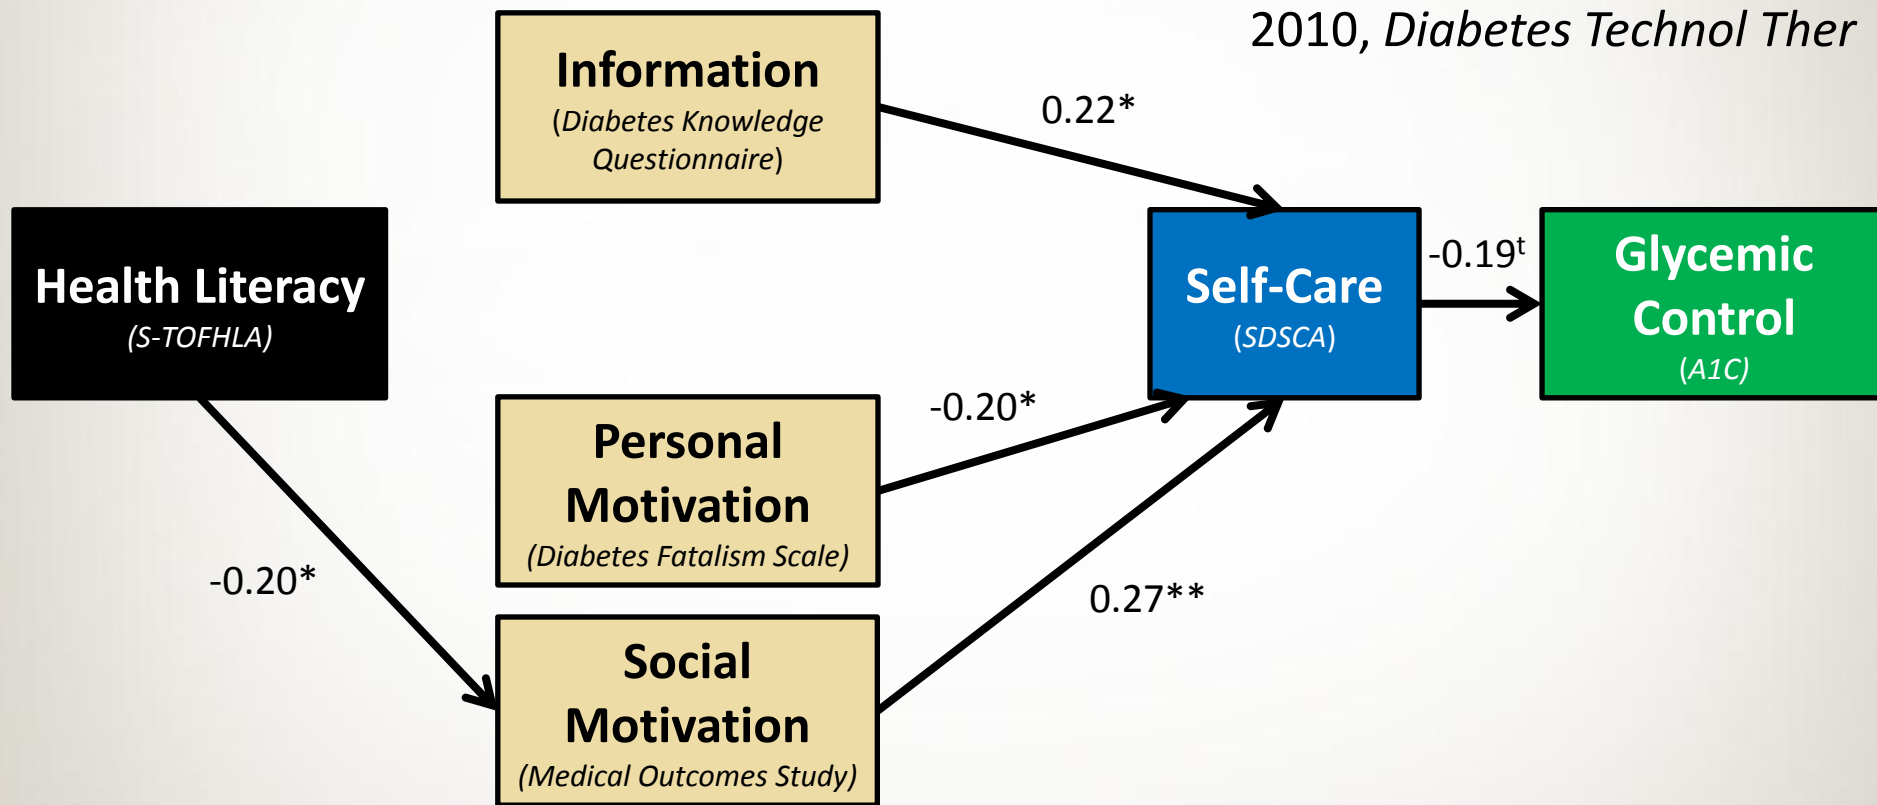 2010, Diabetes Technol Ther
Information
(Diabetes Knowledge
Questionnaire)
0.22*
Health Literacy
(S-TOFHLA)
Self-Care
(SDSCA)
-0.19ᵗ
Glycemic
Control
(A1C)
-0.20*
Personal
Motivation
(Diabetes Fatalism Scale)
-0.20*
0.27**
Social
Motivation
(Medical Outcomes Study)